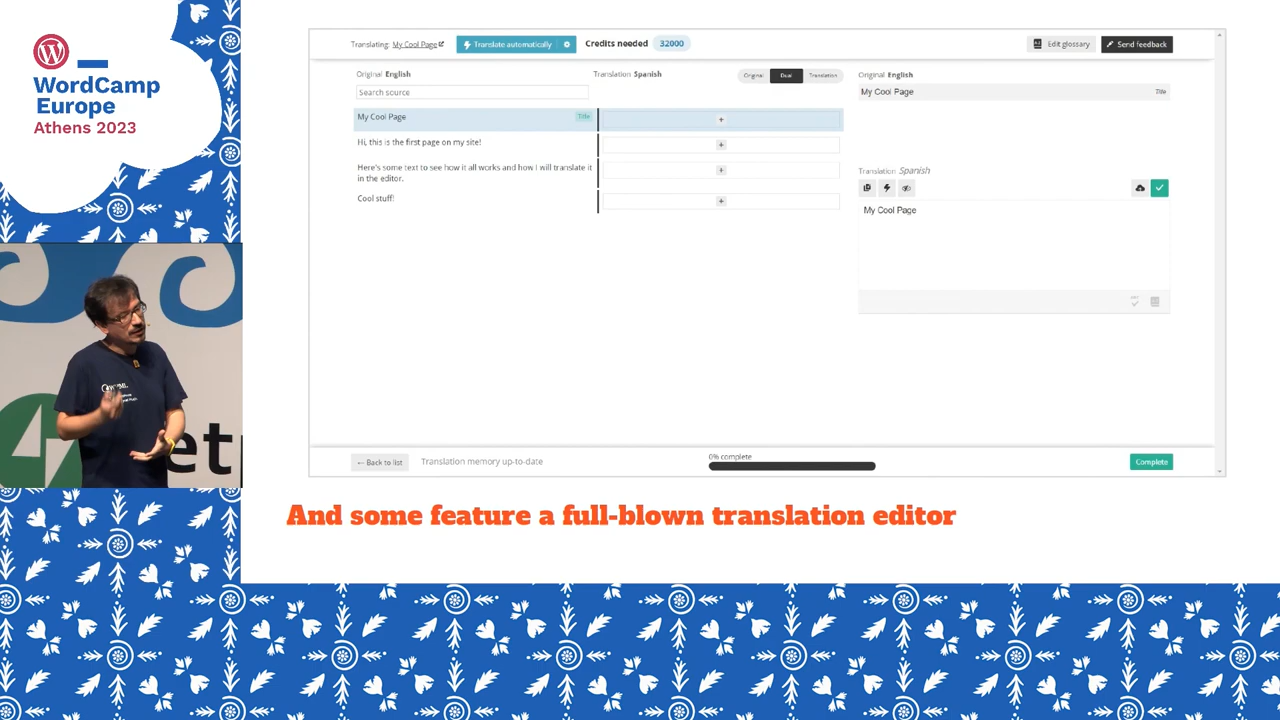 WordCamp
Europe
Athens 2023
Translating: My Cool Page
Translate automatically
Credits needed 32000
Edit glossary
Send feedback
Original English
Translation Spanish
Original
Dual
Translation
Search source
My Cool Page
Title
Hi, this is the first page on my site!
Here's some text to see how it all works and how I will translate it
in the editor.
Cool stuff!
Original English
My Cool Page
Title
Translation Spanish
My Cool Page
← Back to list
Translation memory up-to-date
0% complete
Complete
And some feature a full-blown translation editor
etp